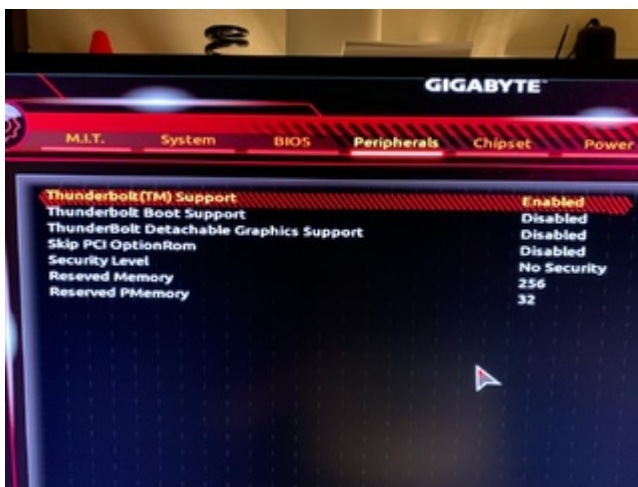 GIGABYTE™
M.I.T. System BIOS Peripherals Chipset Power
Thunderbolt(TM) Support Enabled
Thunderbolt Boot Support Disabled
ThunderBolt Detachable Graphics Support Disabled
Skip PCI OptionRom Disabled
Security Level No Security
Reseved Memory 256
Reserved PMemory 32